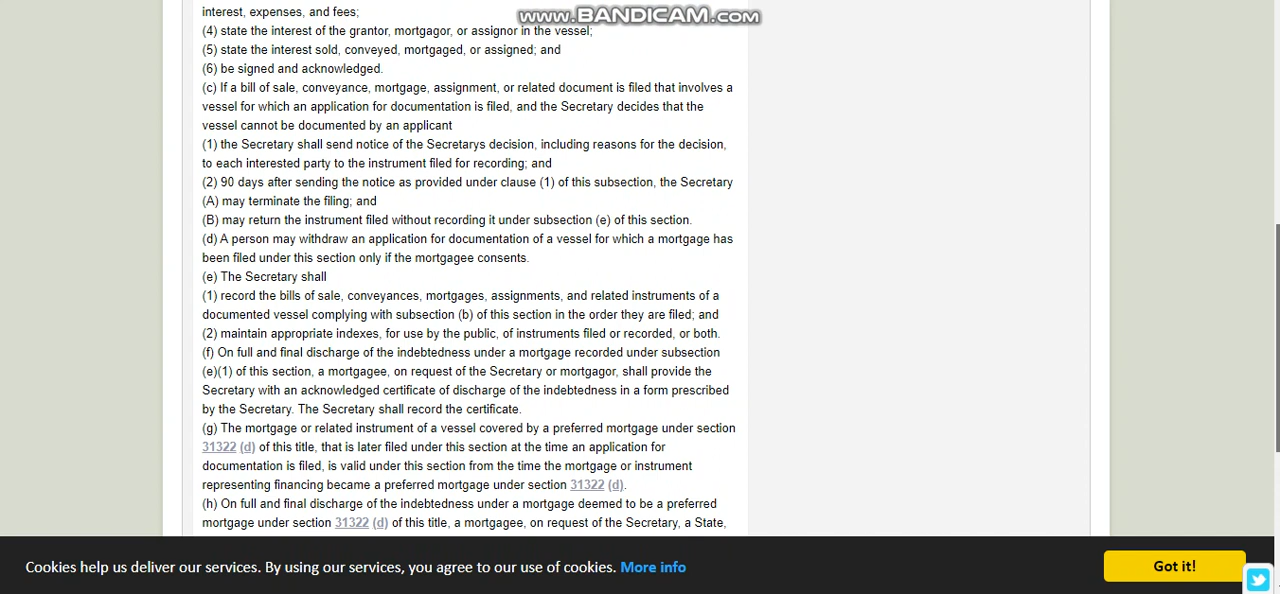 www.BANDICAM.com
interest, expenses, and fees;
(4) state the interest of the grantor, mortgagor, or assignor in the vessel;
(5) state the interest sold, conveyed, mortgaged, or assigned; and
(6) be signed and acknowledged.
(c) If a bill of sale, conveyance, mortgage, assignment, or related document is filed that involves a
vessel for which an application for documentation is filed, and the Secretary decides that the
vessel cannot be documented by an applicant
(1) the Secretary shall send notice of the Secretarys decision, including reasons for the decision,
to each interested party to the instrument filed for recording; and
(2) 90 days after sending the notice as provided under clause (1) of this subsection, the Secretary
(A) may terminate the filing; and
(B) may return the instrument filed without recording it under subsection (e) of this section.
(d) A person may withdraw an application for documentation of a vessel for which a mortgage has
been filed under this section only if the mortgagee consents.
(e) The Secretary shall
(1) record the bills of sale, conveyances, mortgages, assignments, and related instruments of a
documented vessel complying with subsection (b) of this section in the order they are filed; and
(2) maintain appropriate indexes, for use by the public, of instruments filed or recorded, or both.
(f) On full and final discharge of the indebtedness under a mortgage recorded under subsection
(e)(1) of this section, a mortgagee, on request of the Secretary or mortgagor, shall provide the
Secretary with an acknowledged certificate of discharge of the indebtedness in a form prescribed
by the Secretary. The Secretary shall record the certificate.
(g) The mortgage or related instrument of a vessel covered by a preferred mortgage under section
31322 (d) of this title, that is later filed under this section at the time an application for
documentation is filed, is valid under this section from the time the mortgage or instrument
representing financing became a preferred mortgage under section 31322 (d).
(h) On full and final discharge of the indebtedness under a mortgage deemed to be a preferred
mortgage under section 31322 (d) of this title, a mortgagee, on request of the Secretary, a State,
Cookies help us deliver our services. By using our services, you agree to our use of cookies. More info
Got it!